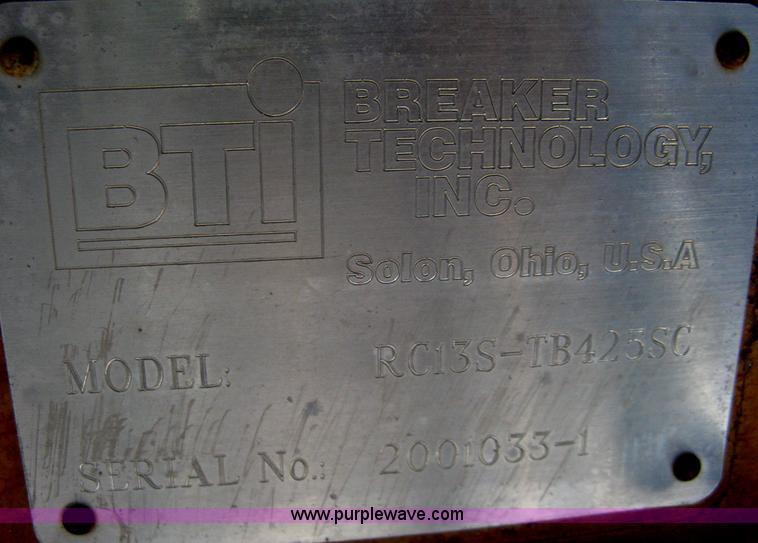 BTi
BREAKER
TECHNOLOGY,
INC.
Solon, Ohio, U.S.A
MODEL: RC13S-TB425SC
SERIAL No.: 2001033-1
www.purplewave.com